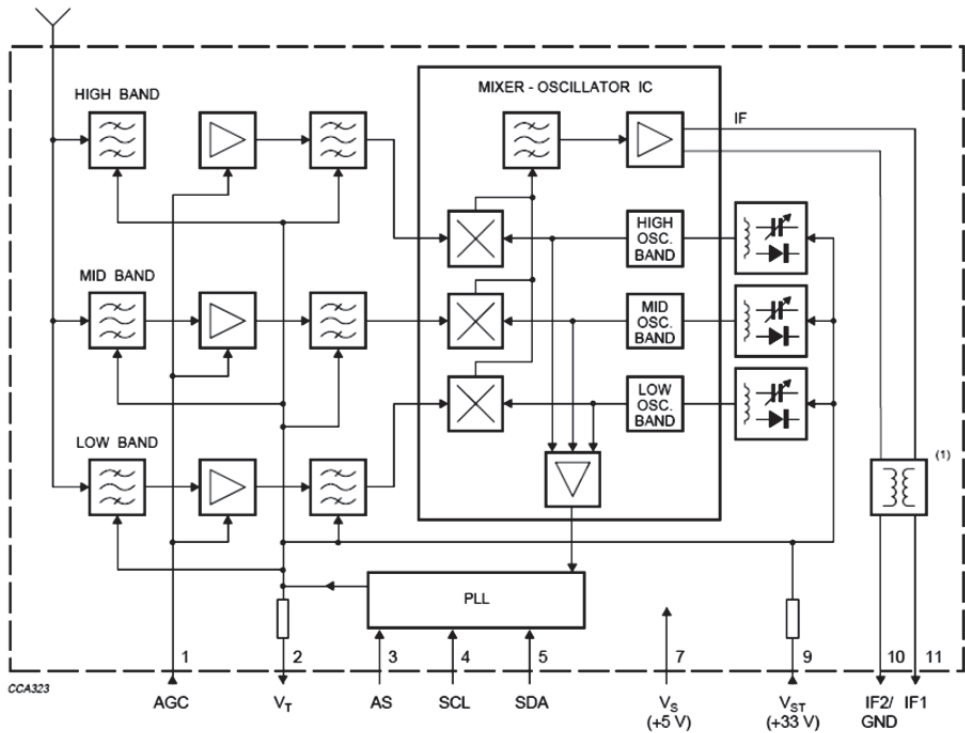 MIXER - OSCILLATOR IC
HIGH BAND
IF
HIGH
OSC.
BAND
MID BAND
MID
OSC.
BAND
LOW
OSC.
BAND
LOW BAND
(1)
PLL
1
2
3
4
5
7
9
10
11
CCA323
AGC
VT
AS
SCL
SDA
VS
(+5 V)
VST
(+33 V)
IF2/
GND
IF1